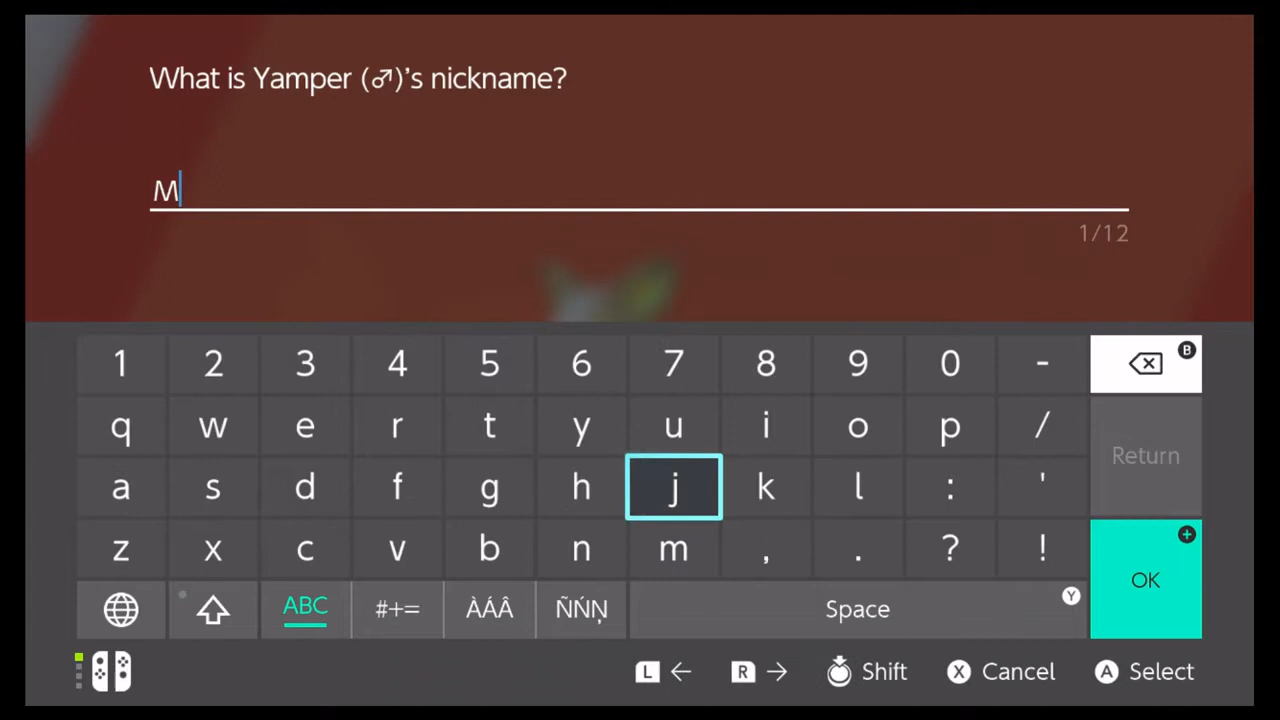 What is Yamper (♂)'s nickname?
M
1/12
1 2 3 4 5 6 7 8 9 0 - B
q w e r t y u i o p / Return
a s d f g h j k l : '
z x c v b n m , . ? ! + OK
ABC #+= ÀÁÂ ÑŃŅ Space Y
L ← R → Shift X Cancel A Select